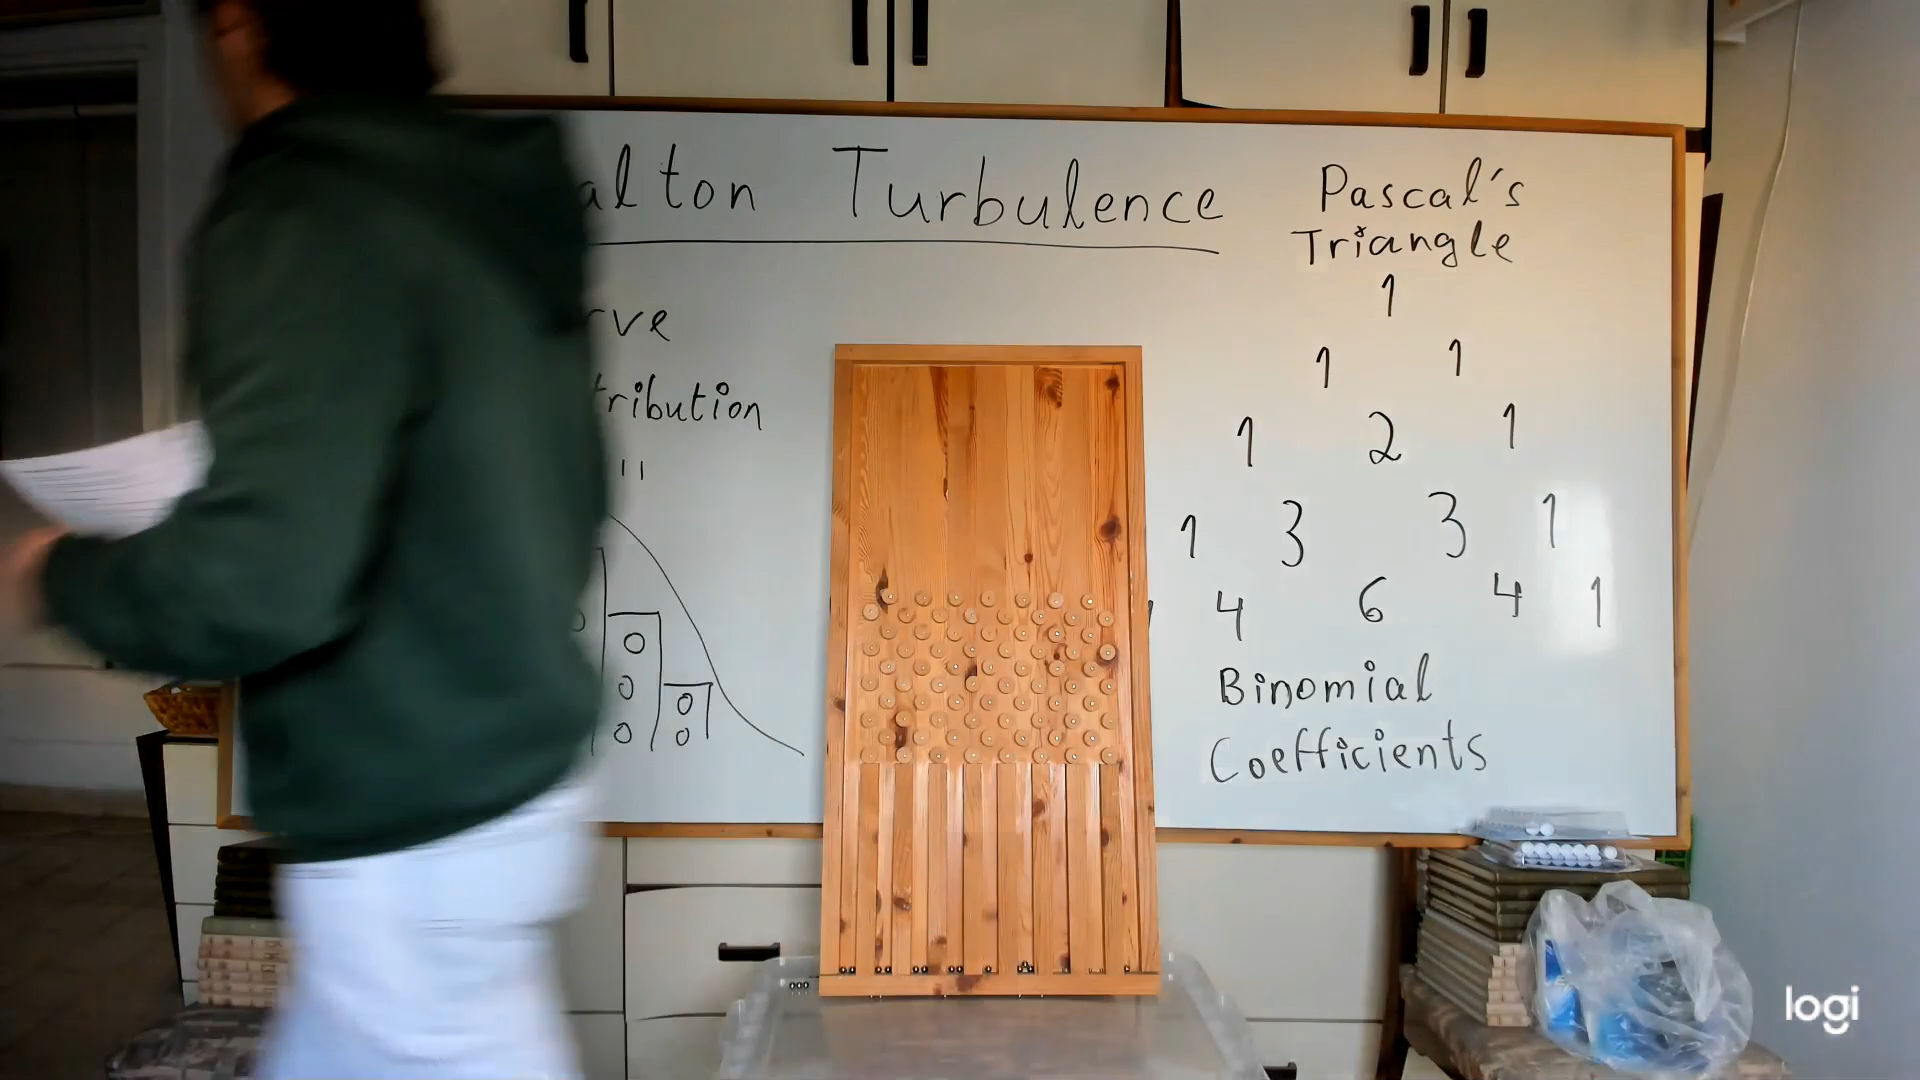 alton Turbulence
rve
tribution
"
Pascal's
Triangle
1
1 1
1 2 1
1 3 3 1
4 6 4 1
Binomial
Coefficients
logi